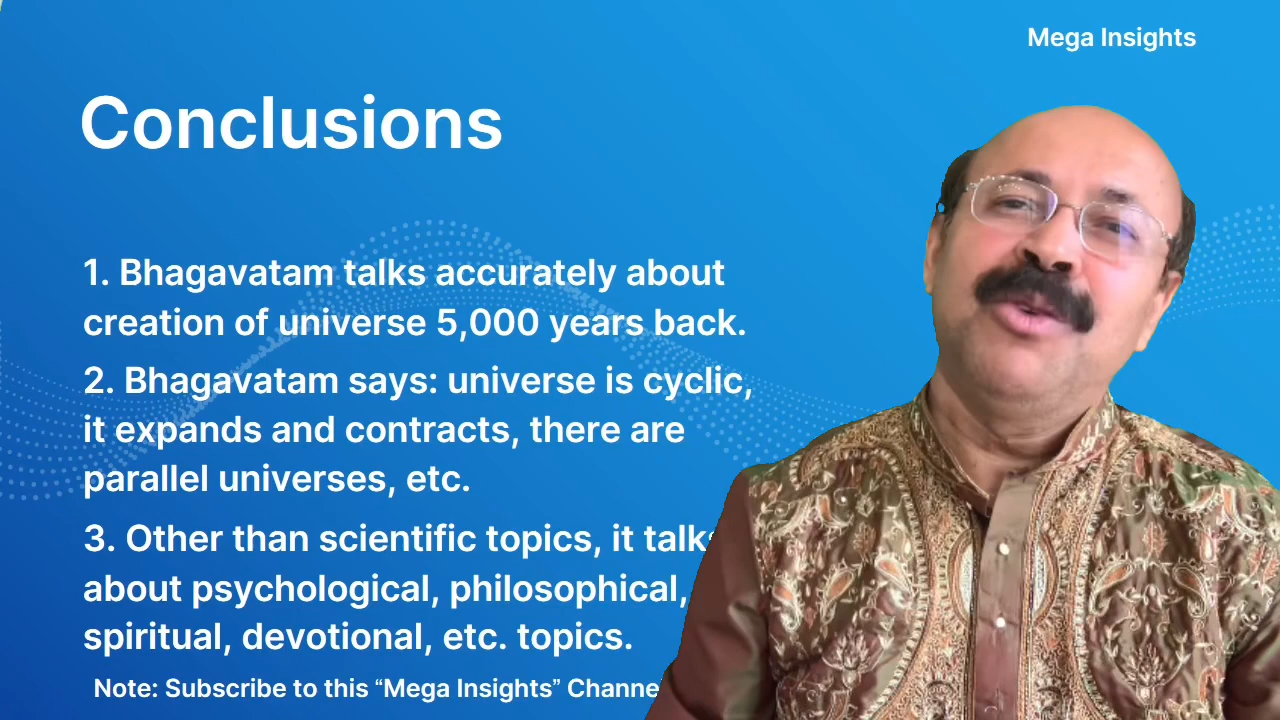 Mega Insights
Conclusions
1. Bhagavatam talks accurately about
creation of universe 5,000 years back.
2. Bhagavatam says: universe is cyclic,
it expands and contracts, there are
parallel universes, etc.
3. Other than scientific topics, it talks
about psychological, philosophical,
spiritual, devotional, etc. topics.
Note: Subscribe to this “Mega Insights” Channe